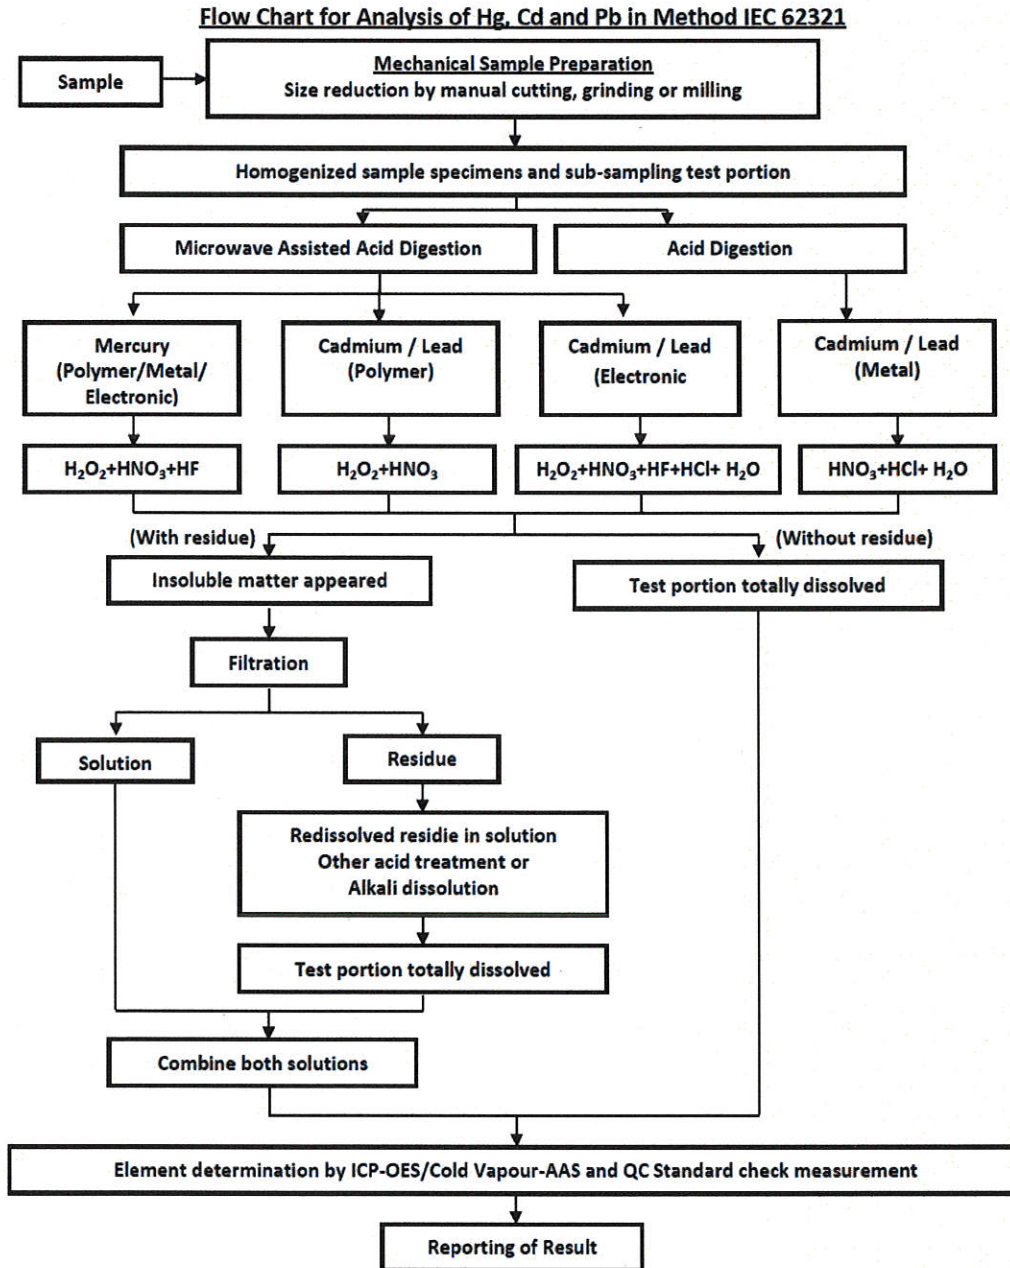 Flow Chart for Analysis of Hg, Cd and Pb in Method IEC 62321
Sample
Mechanical Sample Preparation
Size reduction by manual cutting, grinding or milling
Homogenized sample specimens and sub-sampling test portion
Microwave Assisted Acid Digestion
Acid Digestion
Mercury
(Polymer/Metal/
Electronic)
Cadmium / Lead
(Polymer)
Cadmium / Lead
(Electronic
Cadmium / Lead
(Metal)
H₂O₂+HNO₃+HF
H₂O₂+HNO₃
H₂O₂+HNO₃+HF+HCl+ H₂O
HNO₃+HCl+ H₂O
(With residue)
(Without residue)
Insoluble matter appeared
Test portion totally dissolved
Filtration
Solution
Residue
Redissolved residie in solution
Other acid treatment or
Alkali dissolution
Test portion totally dissolved
Combine both solutions
Element determination by ICP-OES/Cold Vapour-AAS and QC Standard check measurement
Reporting of Result